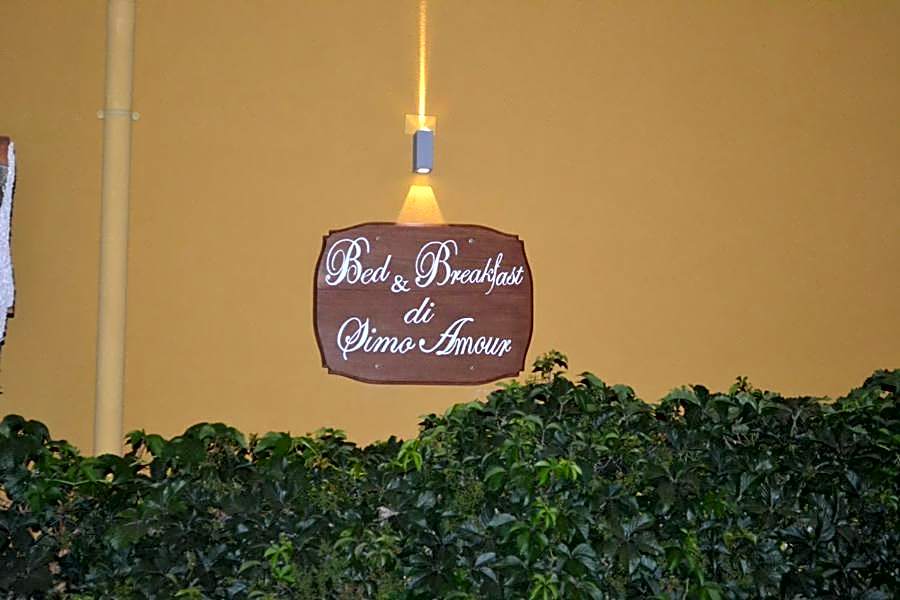 Bed & Breakfast
di
Simo Amour